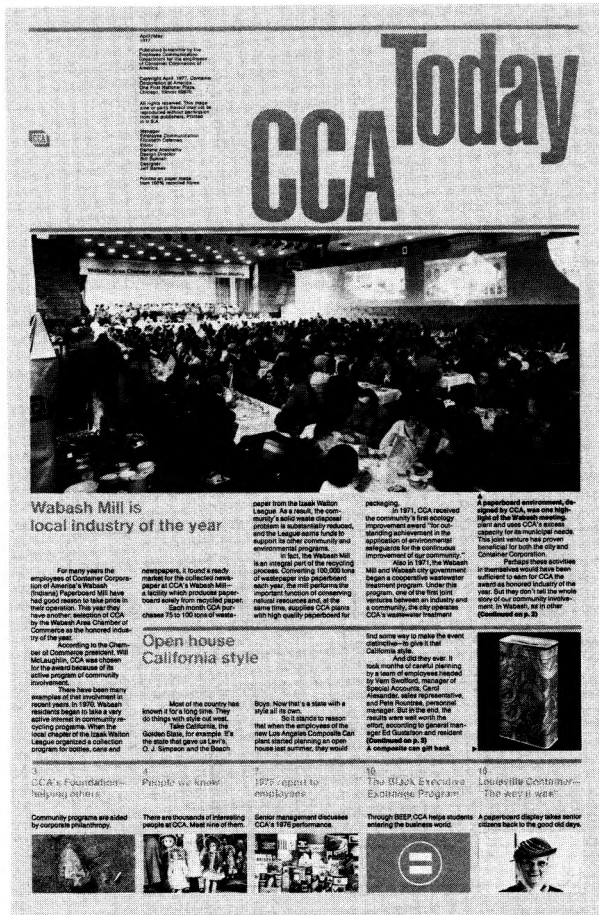 April/May
1977
Published bimonthly by the
Employee Communication
Department for the employees
of Container Corporation of
America.
Copyright April, 1977, Container
Corporation of America
One First National Plaza,
Chicago, Illinois 60670.
All rights reserved. This magazine or parts thereof may not be
reproduced without permission
from the publishers. Printed
in U.S.A.
Manager
Employee Communication
Elizabeth
Editor
Design Director
Bill Bonnell
Designer
Jeff Barnes
Printed on paper made
from 100% recycled fibres
CCA
CCA Today
Wabash Area Chamber of Commerce
Wabash Mill is
local industry of the year
For many years the
employees of Container Corpora-
tion of America's Wabash
(Indiana) Paperboard Mill have
had good reason to take pride in
their operation. This year they
have another: selection of CCA
by the Wabash Area Chamber of
Commerce as the honored indus-
try of the year.
According to the Cham-
ber of Commerce president, Will
McLaughlin, CCA was chosen
for the award because of its
active program of community
involvement.
There have been many
examples of that involvement in
recent years. In 1970, Wabash
residents began to take a very
active interest in community re-
cycling programs. When the
local chapter of the Izaak Walton
League organized a collection
program for bottles, cans and
newspapers, it found a ready
market for the collected news-
paper at CCA's Wabash Mill—
a facility which produces paper-
board solely from recycled paper.
Each month CCA pur-
chases 75 to 100 tons of waste-
paper from the Izaak Walton
League. As a result, the com-
munity's solid waste disposal
problem is substantially reduced,
and the League earns funds to
support its other community and
environmental programs.
In fact, the Wabash Mill
is an integral part of the recycling
process. Converting 100,000 tons
of wastepaper into paperboard
each year, the mill performs the
important function of conserving
natural resources and, at the
same time, supplies CCA plants
with high quality paperboard for
packaging.
In 1971, CCA received
the community's first ecology
improvement award "for out-
standing achievement in the
application of environmental
safeguards for the continuous
improvement of our community."
Also in 1971, the Wabash
Mill and Wabash city government
began a cooperative wastewater
treatment program. Under this
program, one of the first joint
ventures between an industry and
a community, the city operates
CCA's wastewater treatment
A paperboard environment, de-
signed by CCA, was one high-
light of the Wabash meeting.
plant and uses CCA's excess
capacity for its municipal needs.
This joint venture has proved
beneficial for both the city and
Container Corporation.
Perhaps these activities
in themselves would have been
sufficient to earn for CCA the
award as honored industry of the
year. But they don't tell the whole
story of our community involve-
ment. In Wabash, as in other
(Continued on p. 2)
Open house
California style
Most of the country has
known it for a long time. They
do things with style out west.
Take California, the
Golden State, for example. It's
the state that gave us Levi's,
O. J. Simpson and the Beach
Boys. Now that's a state with a
style all its own.
So it stands to reason
that when the employees of the
new Los Angeles Composite Can
plant started planning an open
house last summer, they would
find some way to make the event
distinctive—to give it that
California style.
And did they ever. It
took months of careful planning
by a team of employees headed
by Vern Swofford, manager of
Special Accounts, Carol
Alexander, sales representative,
and Pete Rountree, personnel
manager. But in the end, the
results were well worth the
effort, according to general man-
ager Ed Gustafson and resident
(Continued on p. 3)
A composite can gift bank
3
CCA's Foundation—
helping others
Community programs are aided
by corporate philanthropy.
4
People we know
There are thousands of interesting
people at CCA. Meet nine of them.
7
1976 report to
employees
Senior management discusses
CCA's 1976 performance.
16
The Black Executive
Exchange Program
Through BEEP, CCA helps students
entering the business world.
18
Louisville Container—
"The way it was"
A paperboard display takes senior
citizens back to the good old days.